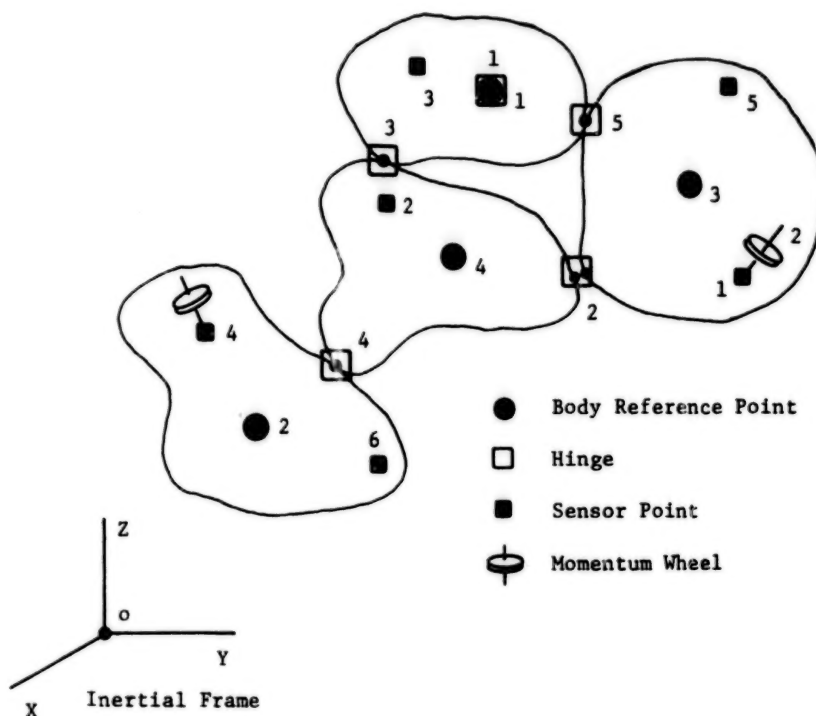 1
3 1
5
5
3
3
2
2
4
1
2
4
4
2
6
Body Reference Point
Hinge
Sensor Point
Momentum Wheel
Z
O
Y
X
Inertial Frame